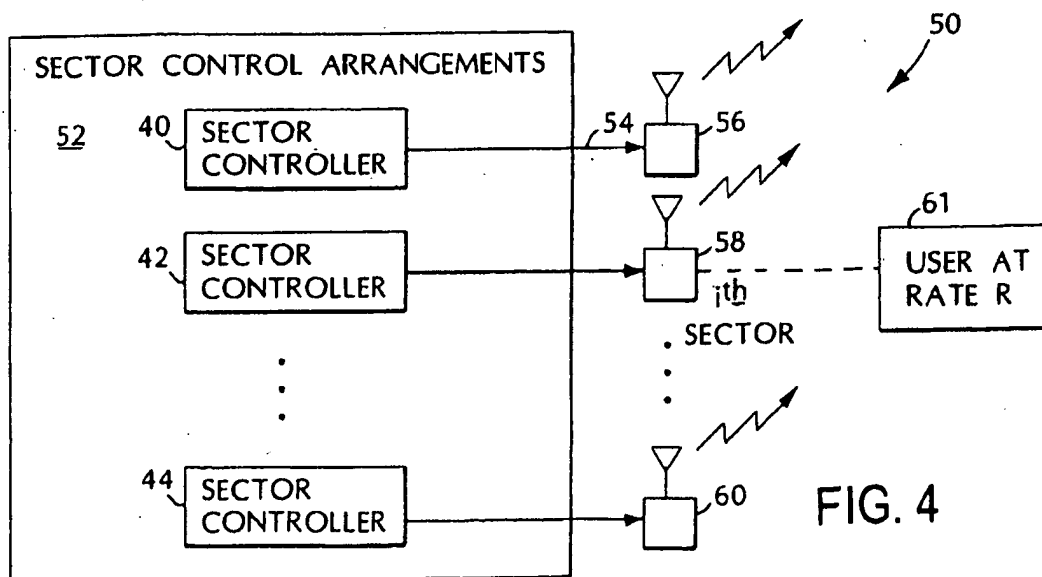 50
SECTOR CONTROL ARRANGEMENTS
52
40
SECTOR
CONTROLLER
54
56
42
SECTOR
CONTROLLER
58
ith
SECTOR
61
USER AT
RATE R
44
SECTOR
CONTROLLER
60
FIG. 4